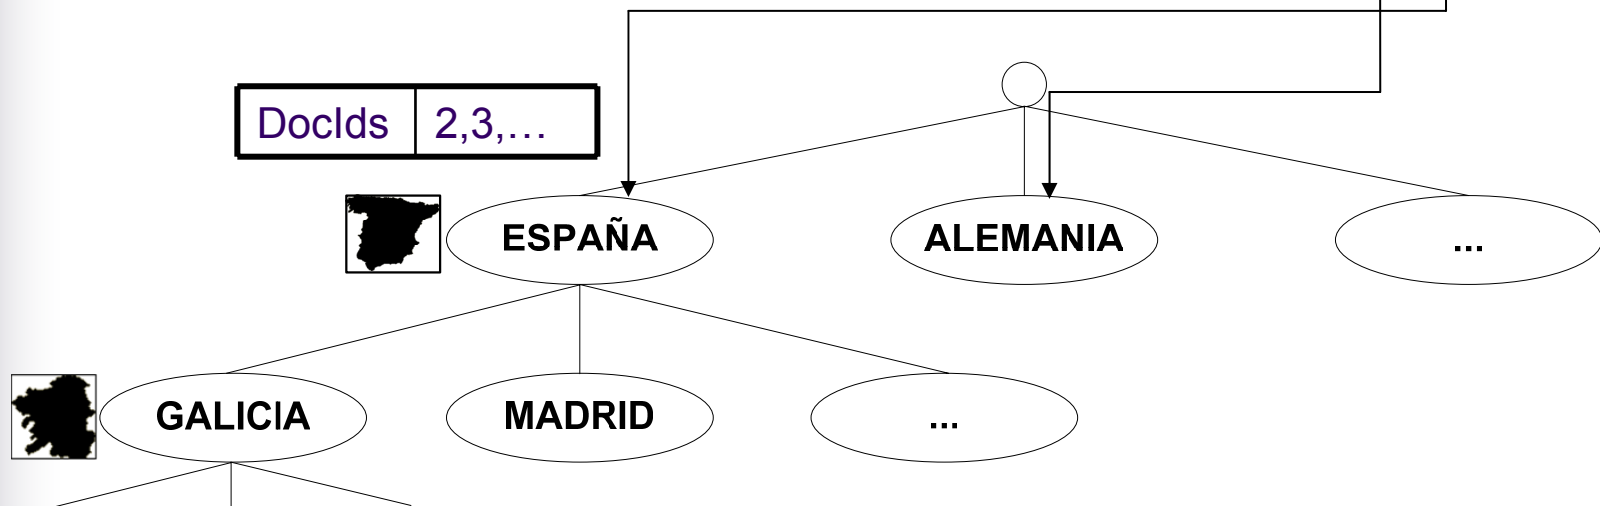 DocIds 2,3,…
ESPAÑA ALEMANIA ...
GALICIA MADRID ...